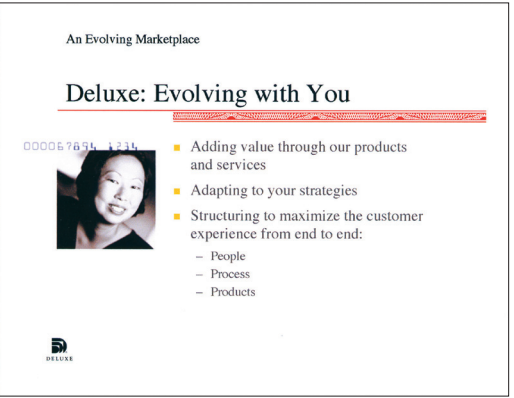 An Evolving Marketplace
Deluxe: Evolving with You
000067894 1234
Adding value through our products
and services
Adapting to your strategies
Structuring to maximize the customer
experience from end to end:
– People
– Process
– Products
DELUXE